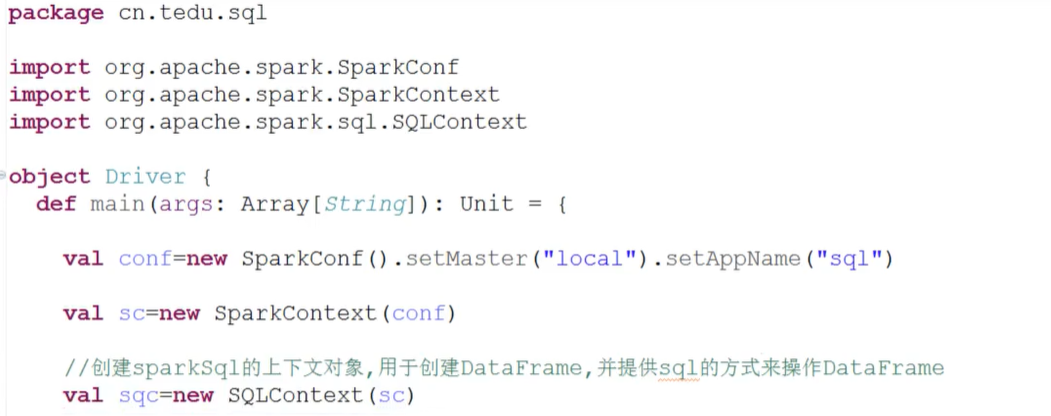 package cn.tedu.sql
import org.apache.spark.SparkConf
import org.apache.spark.SparkContext
import org.apache.spark.sql.SQLContext
object Driver {
def main(args: Array[String]): Unit = {
val conf=new SparkConf().setMaster("local").setAppName("sql")
val sc=new SparkContext(conf)
//创建sparkSql的上下文对象,用于创建DataFrame,并提供sql的方式来操作DataFrame
val sqc=new SQLContext(sc)